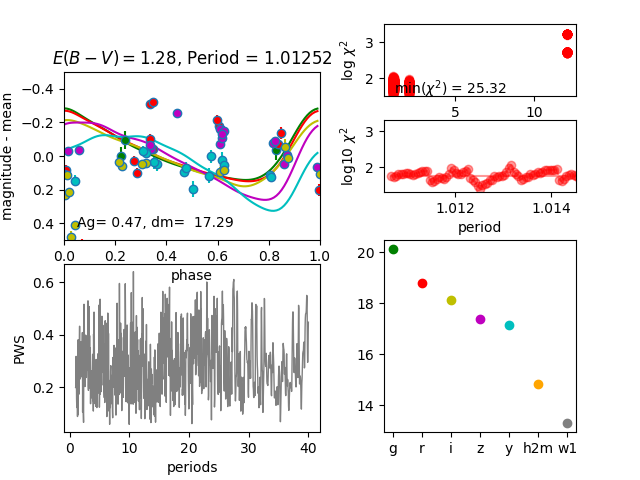 E(B − V) = 1.28, Period = 1.01252
magnitude - mean
−0.4
−0.2
0.0
0.2
0.4
Ag= 0.47, dm= 17.29
0.0 0.2 0.4 0.6 0.8 1.0
phase
log χ²
3
2
min(χ²) = 25.32
5 10
log10 χ²
3
2
1.012 1.014
period
PWS
0.6
0.4
0.2
0 10 20 30 40
periods
20
18
16
14
g r i z y h2m w1